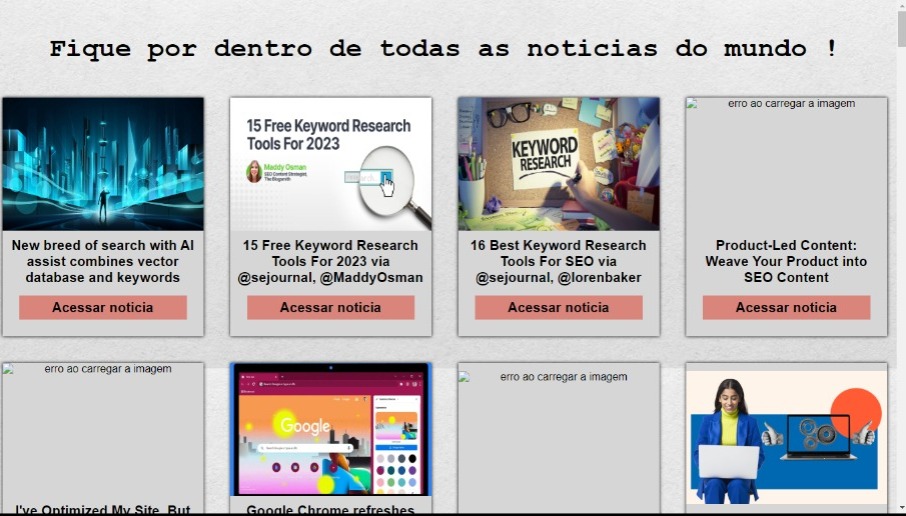 Fique por dentro de todas as noticias do mundo !
15 Free Keyword Research
Tools For 2023
Maddy Osman
SEO Content Strategist,
The Blogsmith
KEYWORD
RESEARCH
erro ao carregar a imagem
New breed of search with AI
assist combines vector
database and keywords
Acessar noticia
15 Free Keyword Research
Tools For 2023 via
@sejournal, @MaddyOsman
Acessar noticia
16 Best Keyword Research
Tools For SEO via
@sejournal, @lorenbaker
Acessar noticia
Product-Led Content:
Weave Your Product into
SEO Content
Acessar noticia
erro ao carregar a imagem
Google
erro ao carregar a imagem
I've Optimized My Site, But
Google Chrome refreshes